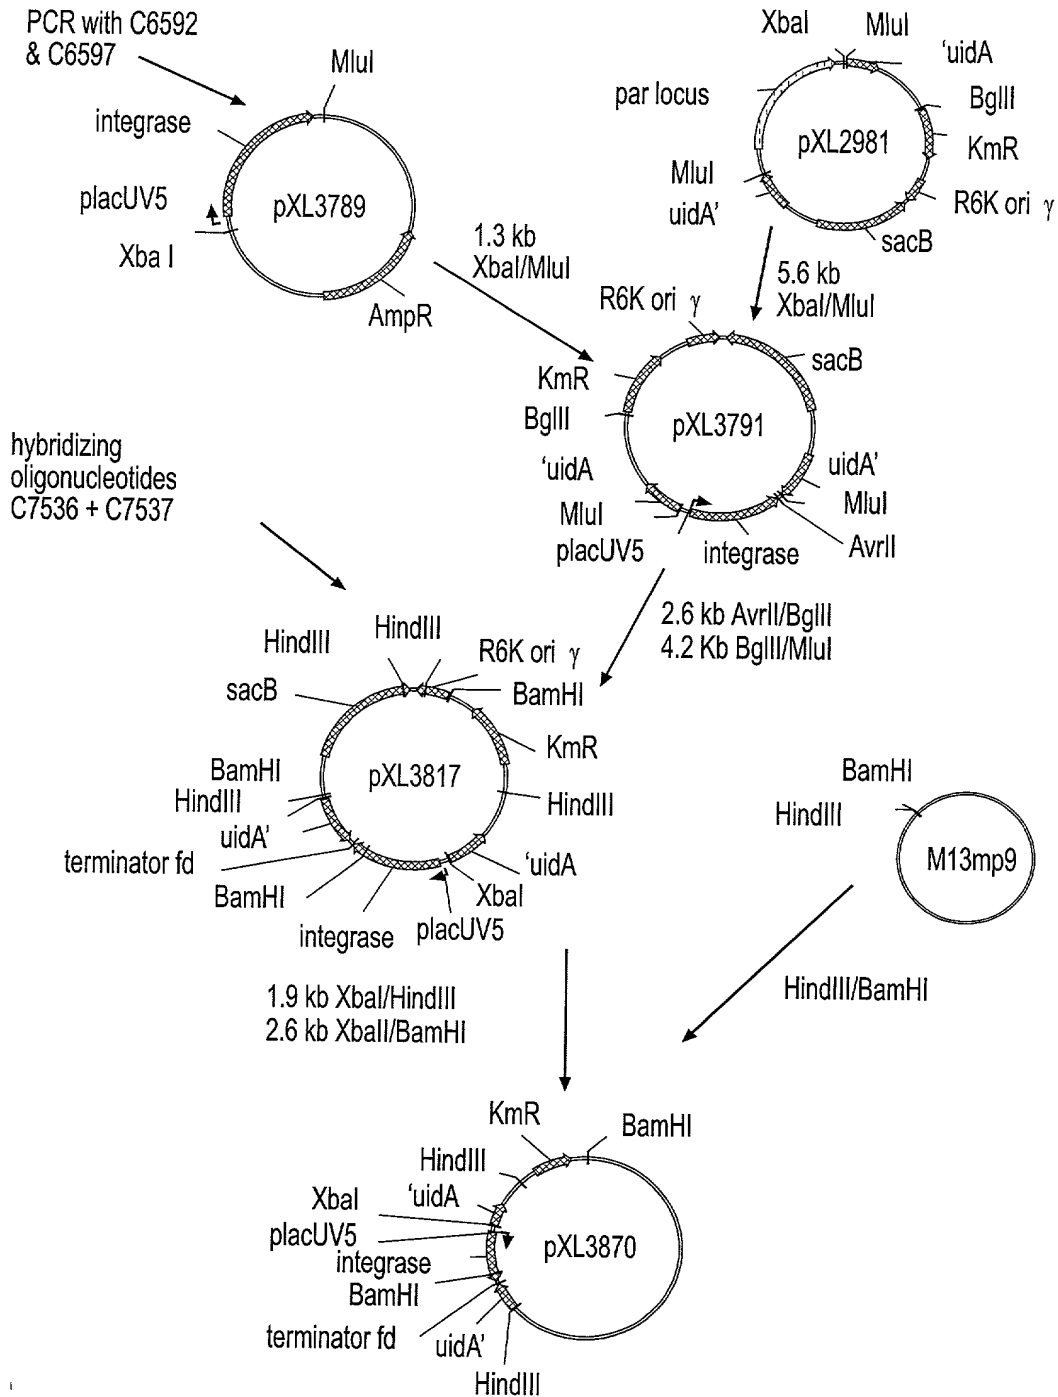 PCR with C6592
& C6597
MluI
integrase
placUV5
pXL3789
Xba I
AmpR
XbaI
MluI
'uidA
par locus
BglII
pXL2981
KmR
MluI
uidA'
R6K ori γ
sacB
1.3 kb
XbaI/MluI
5.6 kb
XbaI/MluI
R6K ori γ
sacB
KmR
BglII
pXL3791
'uidA
uidA'
MluI
MluI
placUV5
integrase
AvrII
hybridizing
oligonucleotides
C7536 + C7537
2.6 kb AvrII/BglII
4.2 Kb BglII/MluI
HindIII
HindIII
R6K ori γ
sacB
BamHI
KmR
BamHI
pXL3817
HindIII
HindIII
uidA'
terminator fd
'uidA
BamHI
XbaI
integrase
placUV5
BamHI
HindIII
M13mp9
1.9 kb XbaI/HindIII
2.6 kb XbaII/BamHI
HindIII/BamHI
KmR
BamHI
HindIII
XbaI
'uidA
placUV5
pXL3870
integrase
BamHI
terminator fd
uidA'
HindIII